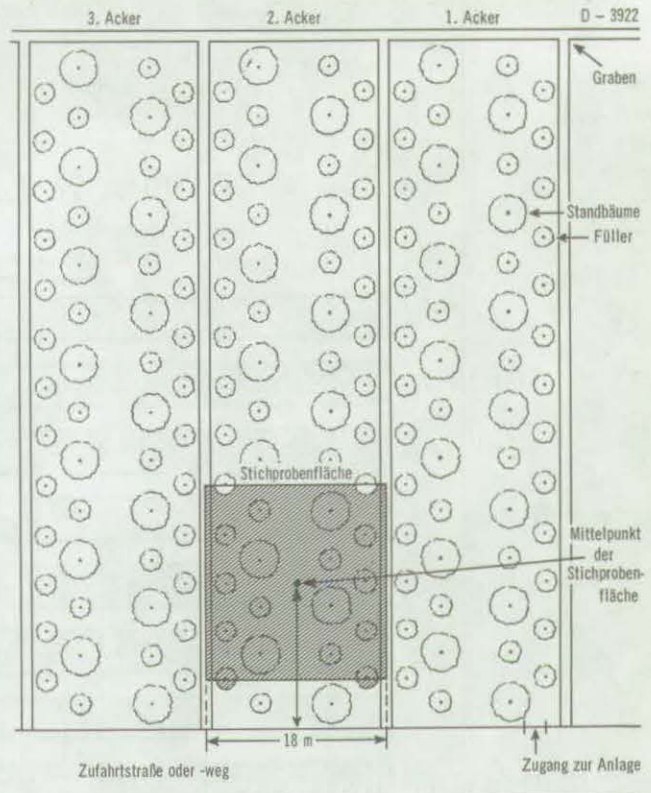 3. Acker 2. Acker 1. Acker D – 3922
Graben
Standbäume
Füller
Stichprobenfläche
Mittelpunkt
der
Stichproben-
fläche
18 m
Zufahrtstraße oder -weg
Zugang zur Anlage